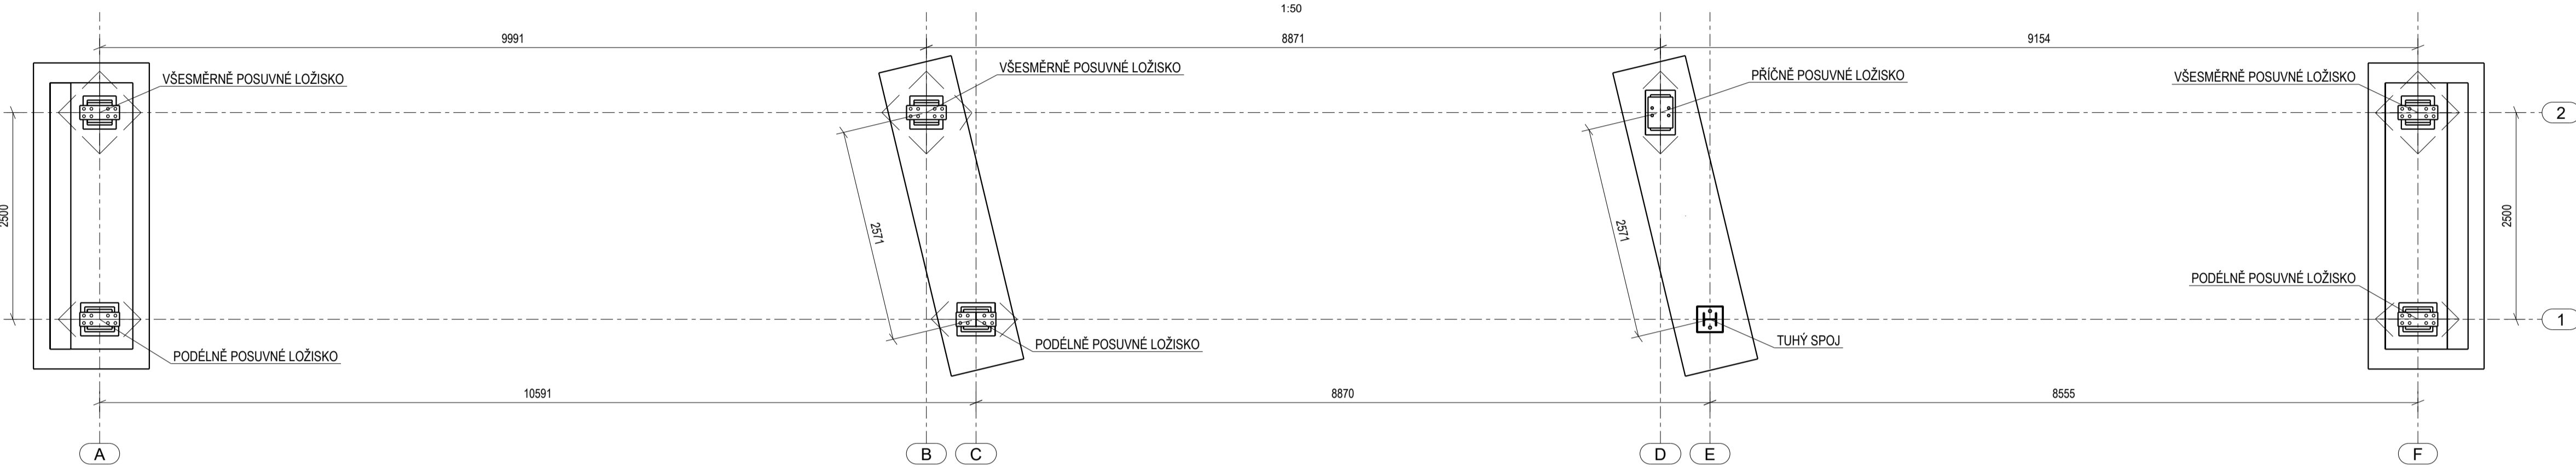 1:50
9991
8871
9154
VŠESMĚRNĚ POSUVNÉ LOŽISKO
VŠESMĚRNĚ POSUVNÉ LOŽISKO
PŘÍČNĚ POSUVNÉ LOŽISKO
VŠESMĚRNĚ POSUVNÉ LOŽISKO
2
2500
2571
2571
2500
PODÉLNĚ POSUVNÉ LOŽISKO
1
PODÉLNĚ POSUVNÉ LOŽISKO
PODÉLNĚ POSUVNÉ LOŽISKO
TUHÝ SPOJ
10591
8870
8555
A
B
C
D
E
F